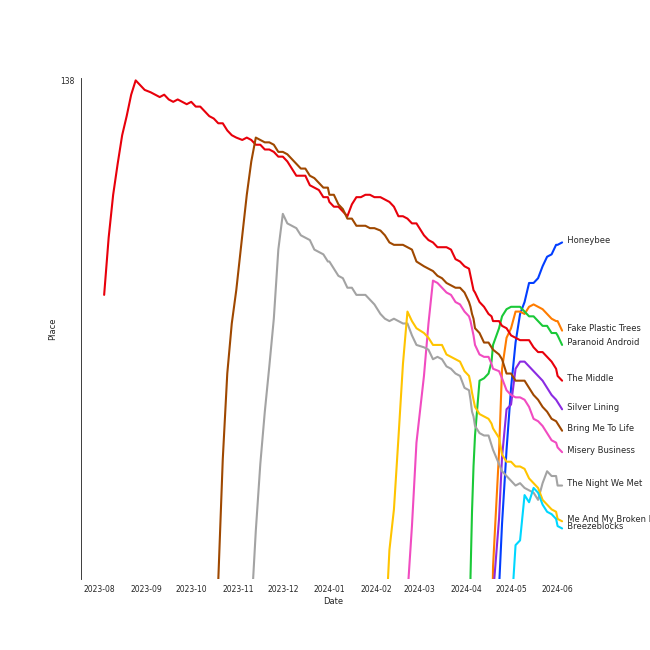 138
Honeybee
Fake Plastic Trees
Paranoid Android
Place
The Middle
Silver Lining
Bring Me To Life
Misery Business
The Night We Met
Me And My Broken
Breezeblocks
2023-08 2023-09 2023-10 2023-11 2023-12 2024-01 2024-02 2024-03 2024-04 2024-05 2024-06
Date